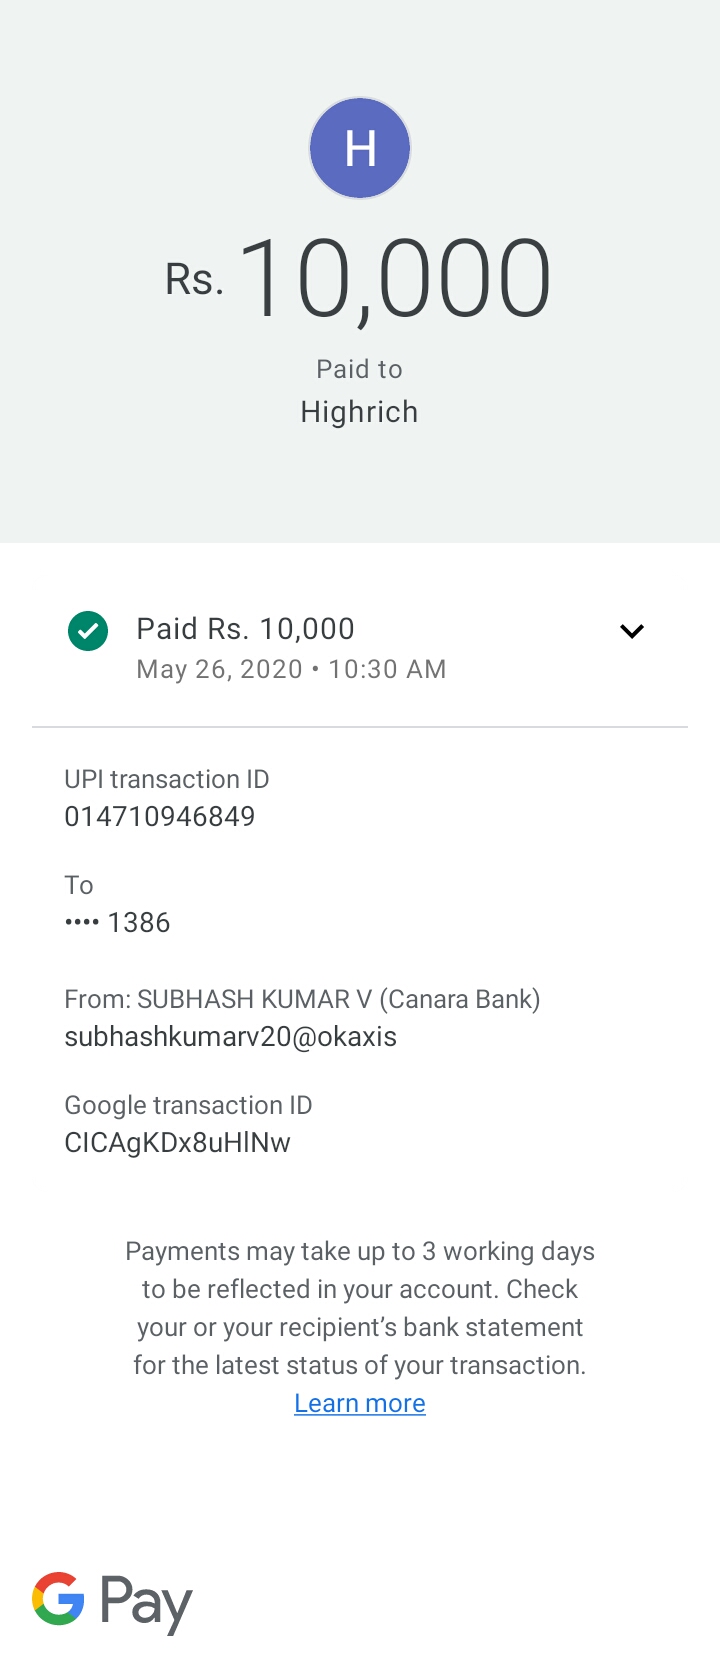 H
Rs. 10,000
Paid to
Highrich
Paid Rs. 10,000
May 26, 2020 • 10:30 AM
UPI transaction ID
014710946849
To
•••• 1386
From: SUBHASH KUMAR V (Canara Bank)
subhashkumarv20@okaxis
Google transaction ID
CICAgKDx8uHlNw
Payments may take up to 3 working days
to be reflected in your account. Check
your or your recipient’s bank statement
for the latest status of your transaction.
Learn more
G Pay